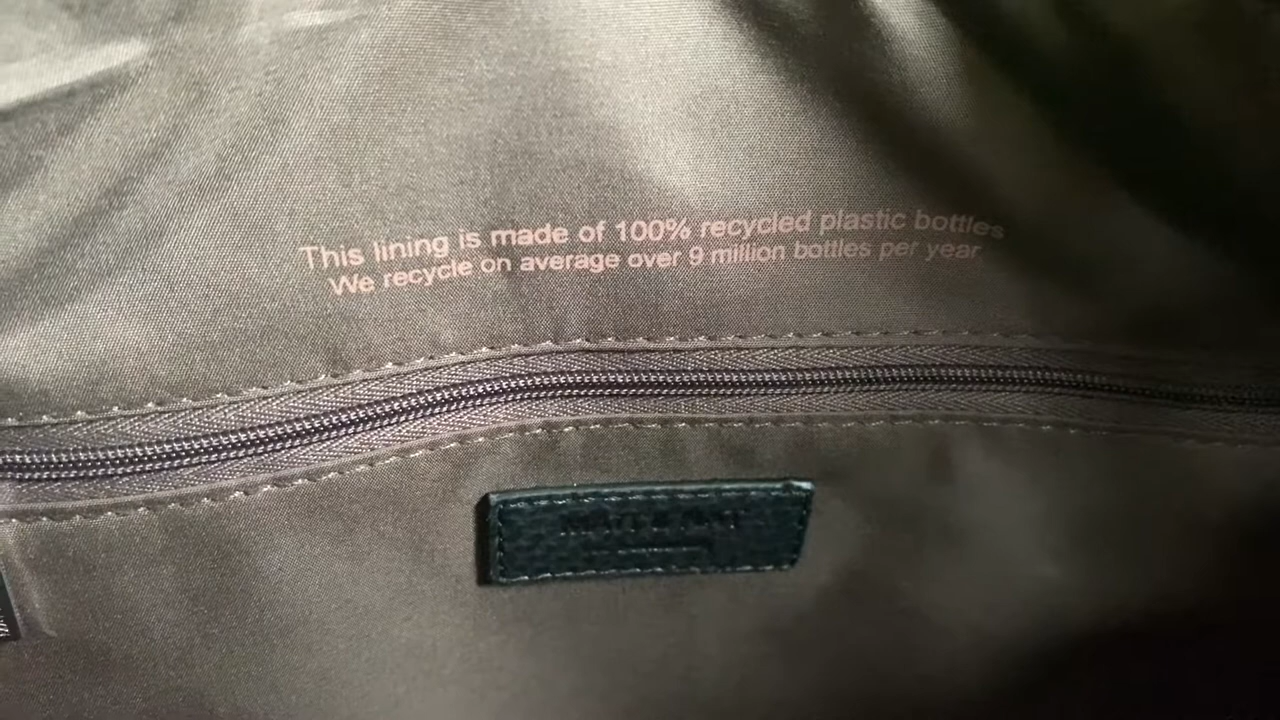 This lining is made of 100% recycled plastic bottles
We recycle on average over 9 million bottles per year.